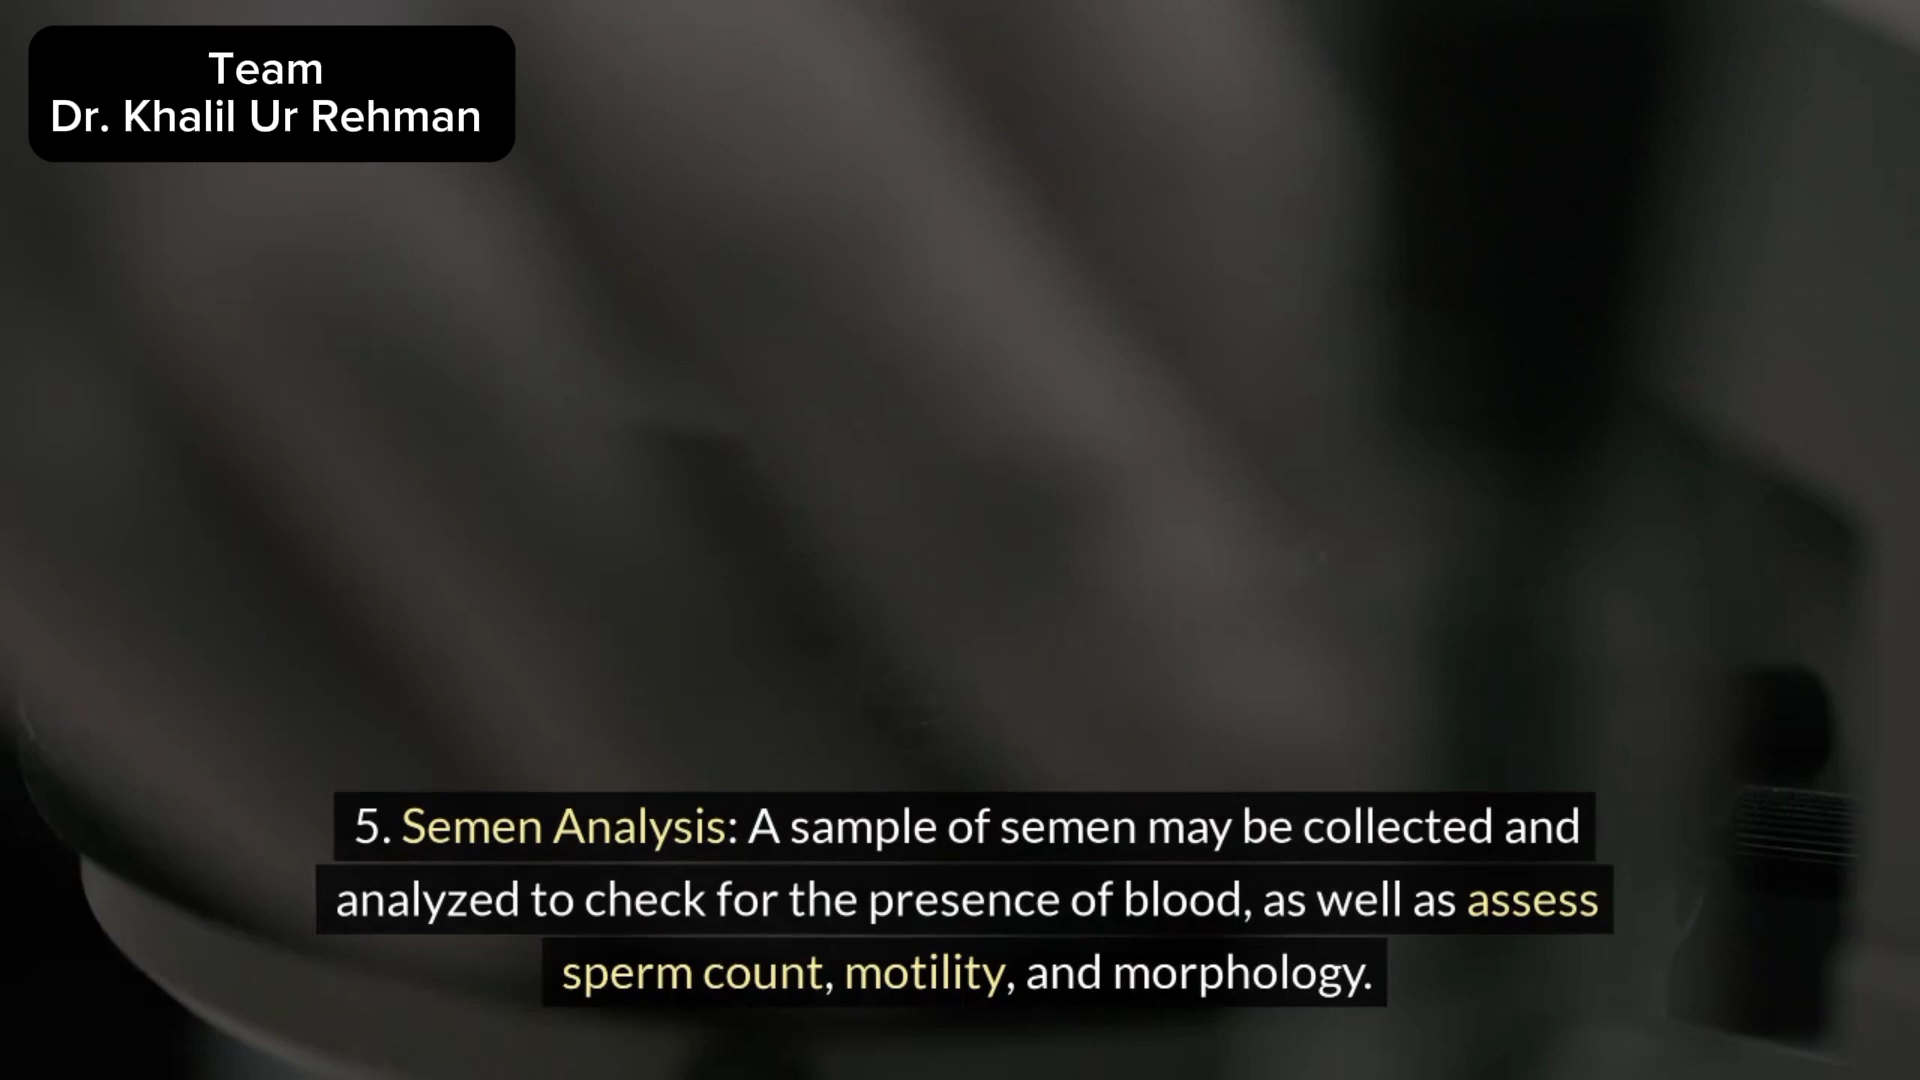 Team
Dr. Khalil Ur Rehman
5. Semen Analysis: A sample of semen may be collected and
analyzed to check for the presence of blood, as well as assess
sperm count, motility, and morphology.